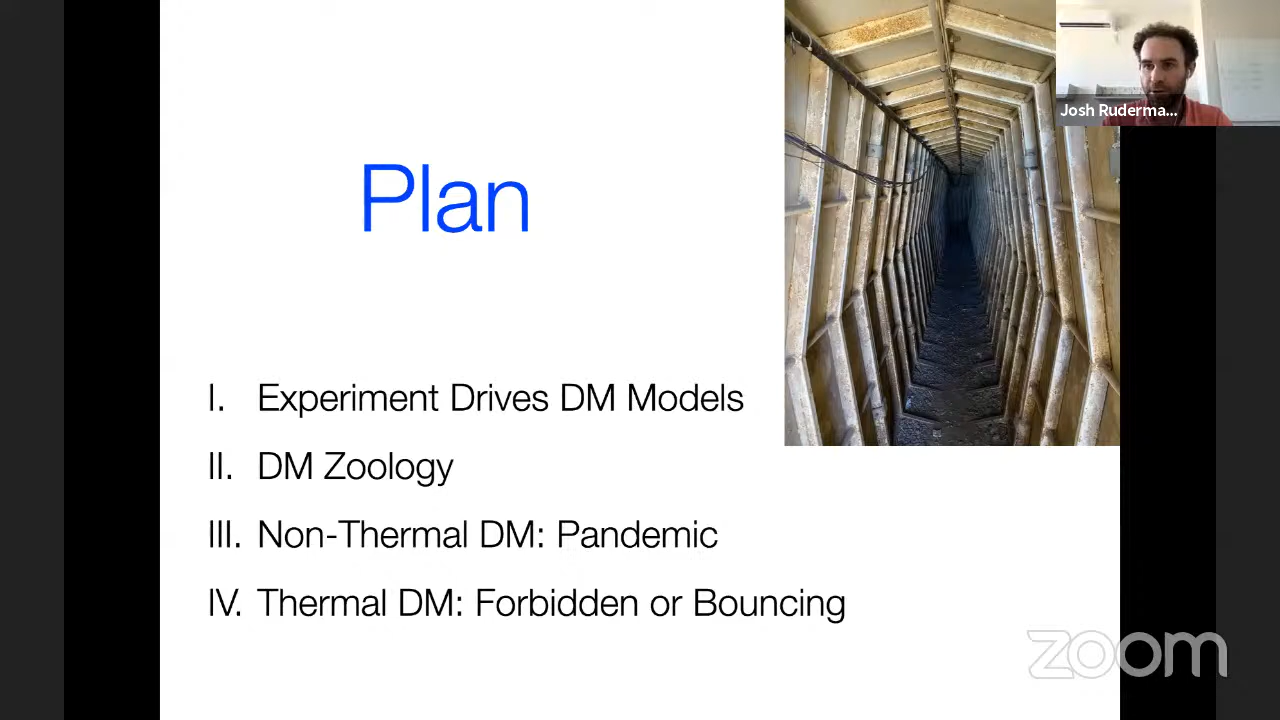 Josh Ruderma...
Plan
I. Experiment Drives DM Models
II. DM Zoology
III. Non-Thermal DM: Pandemic
IV. Thermal DM: Forbidden or Bouncing
zoom